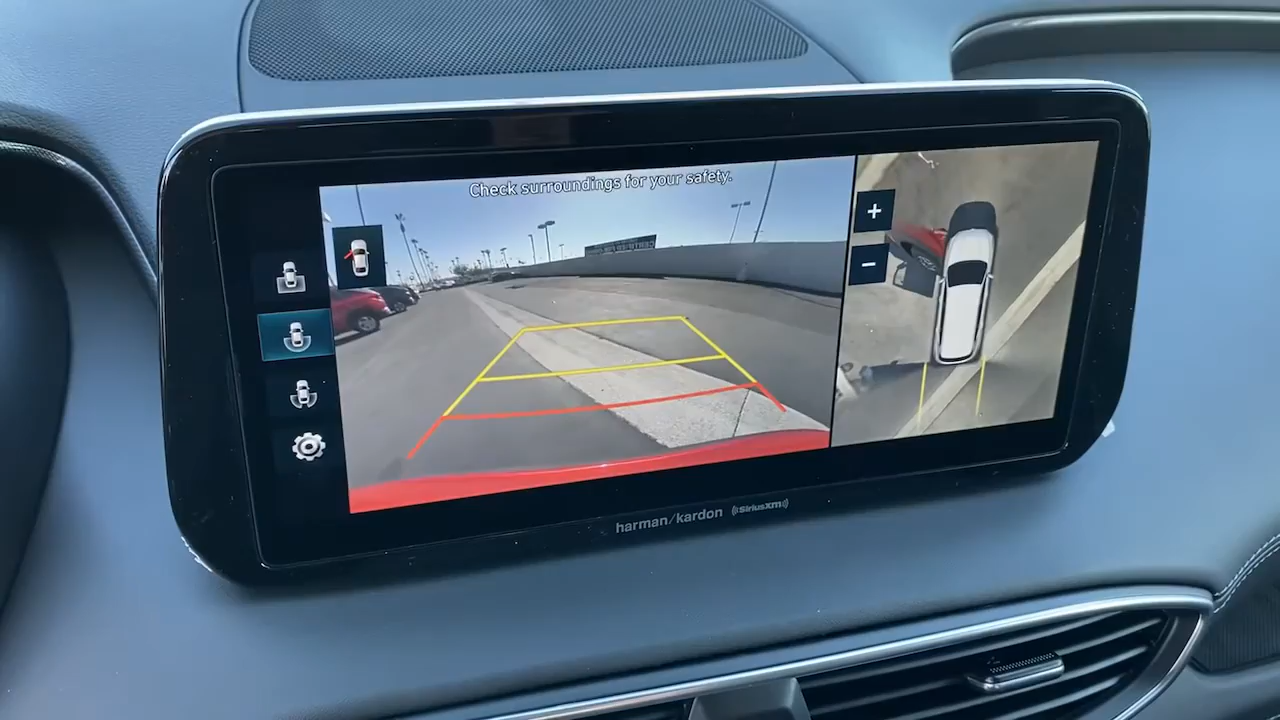 Check surroundings for your safety.
+
-
harman/kardon
((SiriusXM))